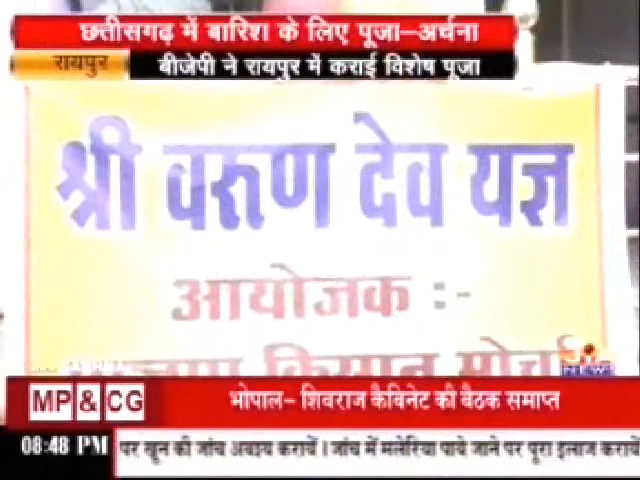 छत्तीसगढ़ में बारिश के लिए पूजा–अर्चना
रायपुर
बीजेपी ने रायपुर में कराई विशेष पूजा
श्री वरुण देव यज्ञ
आयोजक :-
किसान मोर्चा
NEWS
MP & CG
भोपाल– शिवराज कैबिनेट की बैठक समाप्त
08:48 PM
पर खून की जांच अवश्य करायें । जांच में मलेरिया पाये जाने पर पूरा इलाज करायें